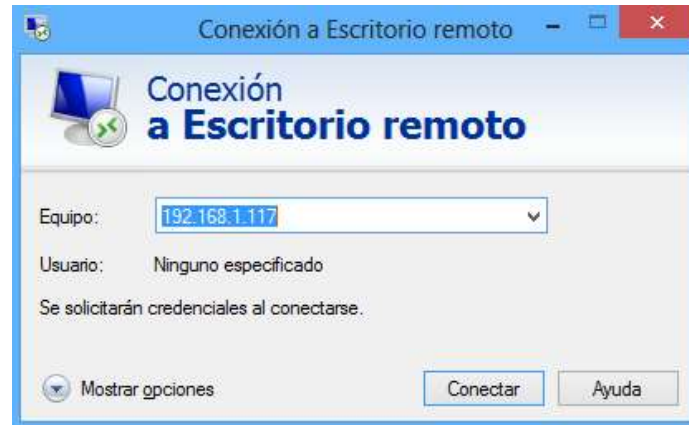 Conexión a Escritorio remoto
Conexión
a Escritorio remoto
Equipo: 192.168.1.117
Usuario: Ninguno especificado
Se solicitarán credenciales al conectarse.
Mostrar opciones Conectar Ayuda